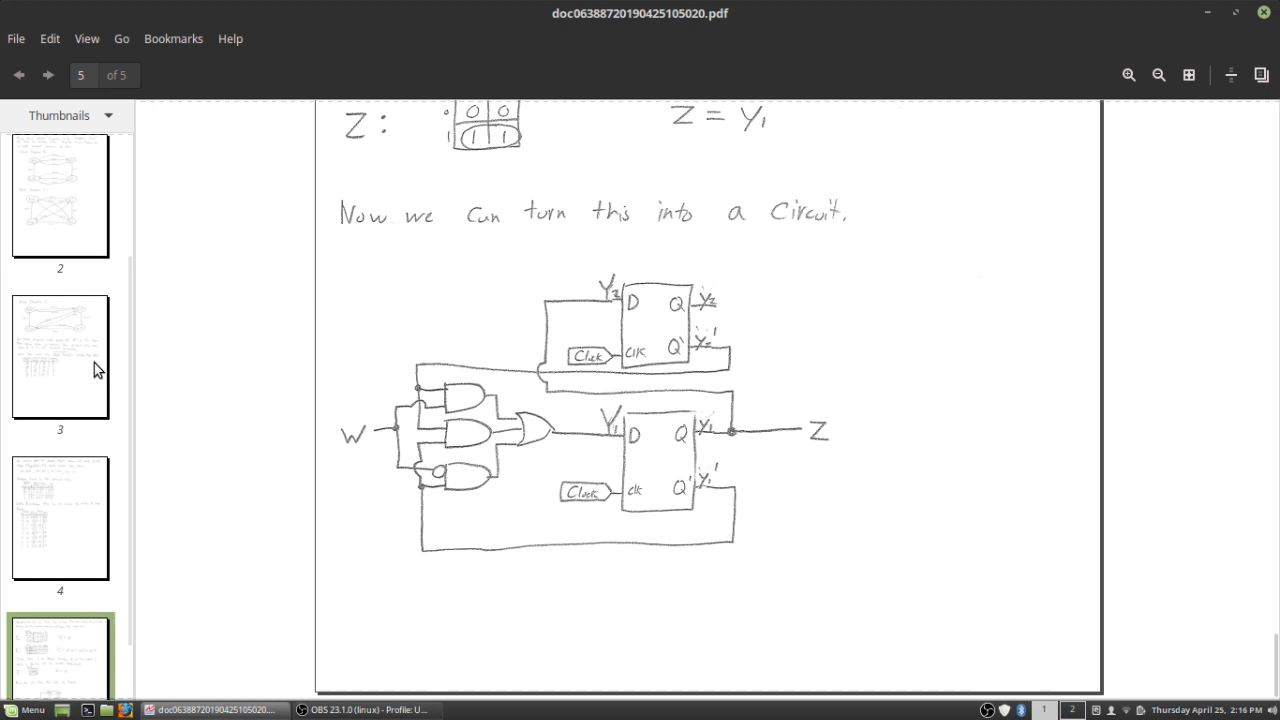 doc06388720190425105020.pdf
File Edit View Go Bookmarks Help
5 of 5
Thumbnails
2
3
4
Z: 0 0 0 Z = y₁
1 1 1
Now we can turn this into a Circuit.
Y₂ D Q y₂
Clock Clk Q' y₂'
W Y₁ D Q y₁ Z
Clock clk Q' y₁'
Menu doc06388720190425105020.... OBS 23.1.0 (linux) - Profile: U... 1 2 Thursday April 25, 2:16 PM